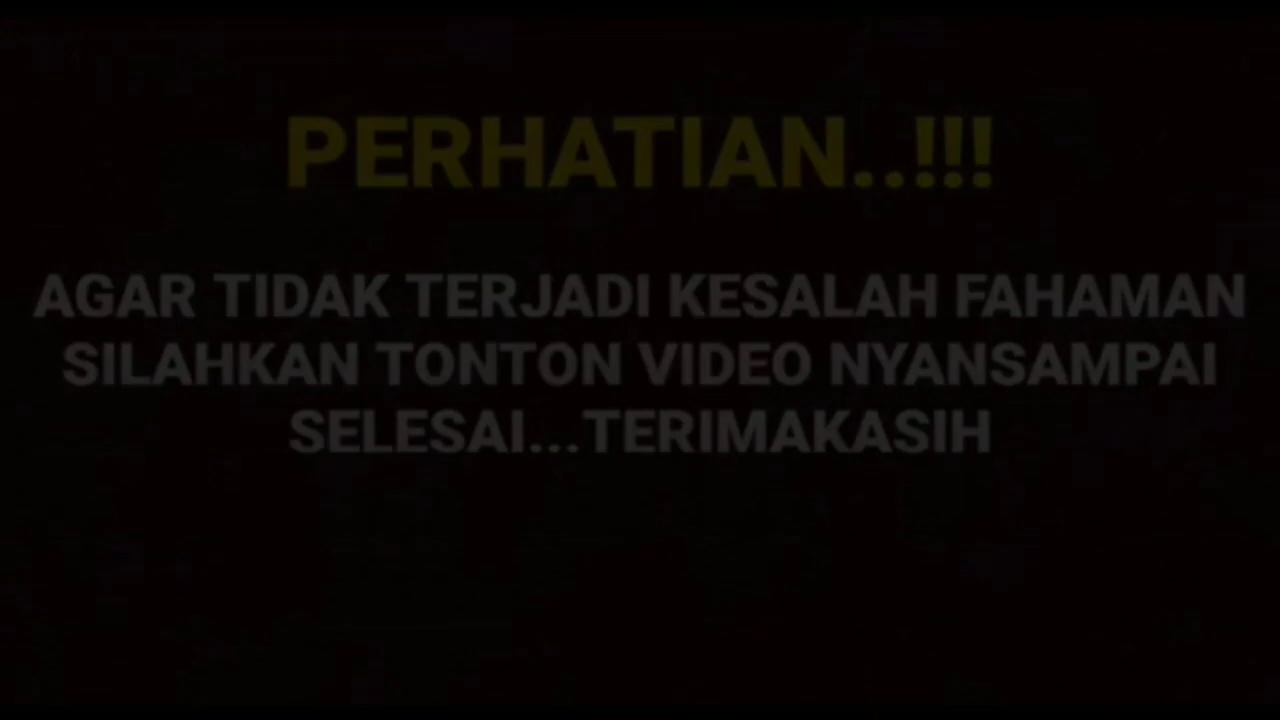 PERHATIAN..!!!
AGAR TIDAK TERJADI KESALAH FAHAMAN
SILAHKAN TONTON VIDEO NYANSAMPAI
SELESAI...TERIMAKASIH